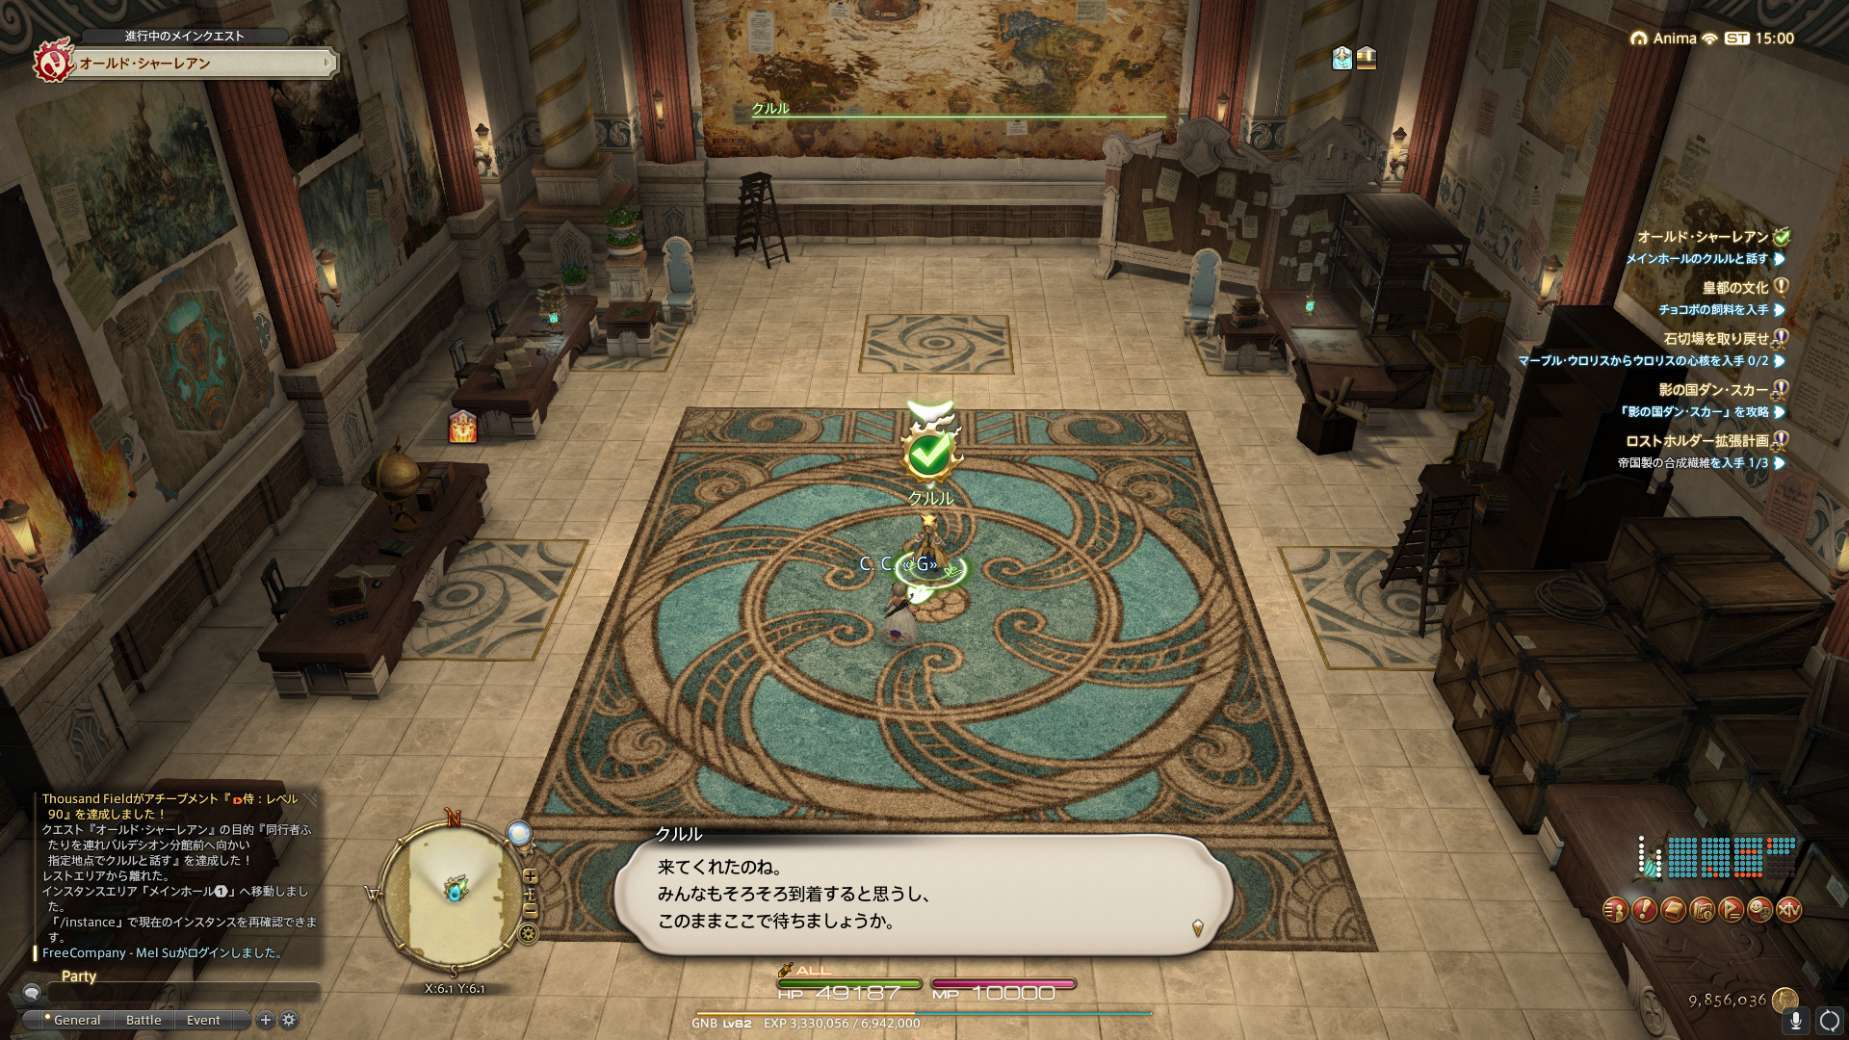 進行中のメインクエスト
オールド・シャーレアン
Anima ST 15:00
クルル
オールド・シャーレアン
メインホールのクルルと話す
皇都の文化
チョコボの飼料を入手
石切場を取り戻せ
マーブル・ウロリスからウロリスの心核を入手 0/2
影の国ダン・スカー
「影の国ダン・スカー」を攻略
ロストホルダー拡張計画
帝国製の合成繊維を入手 1/3
クルル
C. C. «G»
Thousand Fieldがアチーブメント『侍：レベル
90』を達成しました！
クエスト『オールド・シャーレアン』の目的『同行者ふ
たりを連れバルデシオン分館前へ向かい
指定地点でクルルと話す』を達成した！
レストエリアから離れた。
インスタンスエリア「メインホール1」へ移動しまし
た。
「/instance」で現在のインスタンスを再確認できま
す。
FreeCompany - Mel Suがログインしました。
Party
General Battle Event
N
W
S
X:6.1 Y:6.1
クルル
来てくれたのね。
みんなもそろそろ到着すると思うし、
このままここで待ちましょうか。
ALL
HP 49187 MP 10000
GNB Lv82 EXP 3,330,056 / 6,942,000
XIV
9,856,036